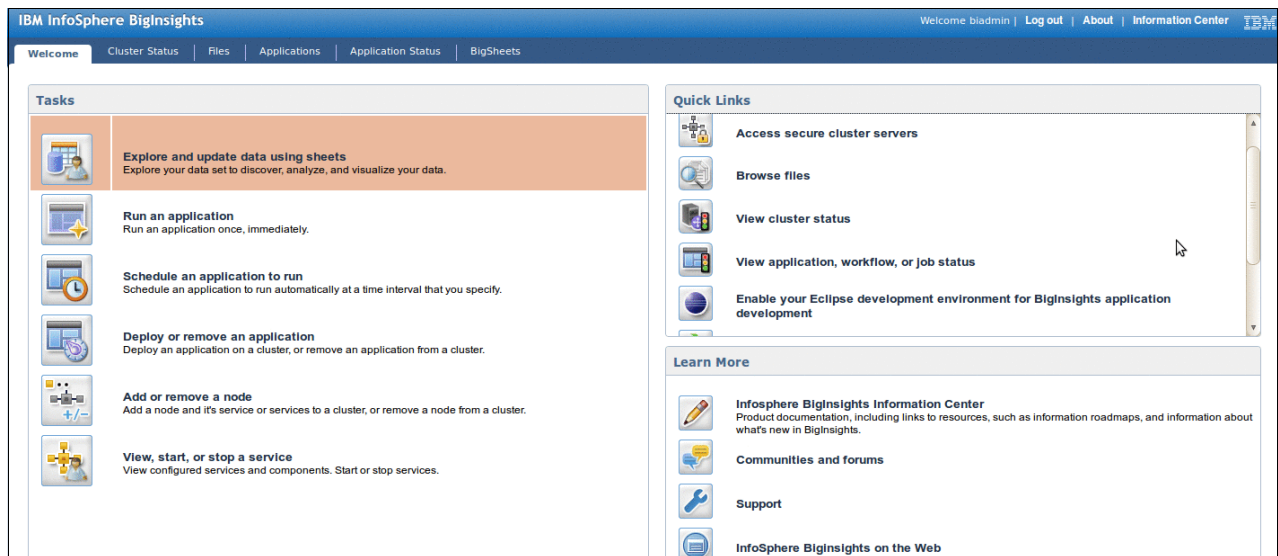 IBM InfoSphere BigInsights
Welcome biadmin | Log out | About | Information Center IBM
Welcome Cluster Status Files Applications Application Status BigSheets
Tasks
Explore and update data using sheets
Explore your data set to discover, analyze, and visualize your data.
Run an application
Run an application once, immediately.
Schedule an application to run
Schedule an application to run automatically at a time interval that you specify.
Deploy or remove an application
Deploy an application on a cluster, or remove an application from a cluster.
Add or remove a node
Add a node and it's service or services to a cluster, or remove a node from a cluster.
View, start, or stop a service
View configured services and components. Start or stop services.
Quick Links
Access secure cluster servers
Browse files
View cluster status
View application, workflow, or job status
Enable your Eclipse development environment for BigInsights application
development
Learn More
Infosphere BigInsights Information Center
Product documentation, including links to resources, such as information roadmaps, and information about
what's new in BigInsights.
Communities and forums
Support
InfoSphere BigInsights on the Web